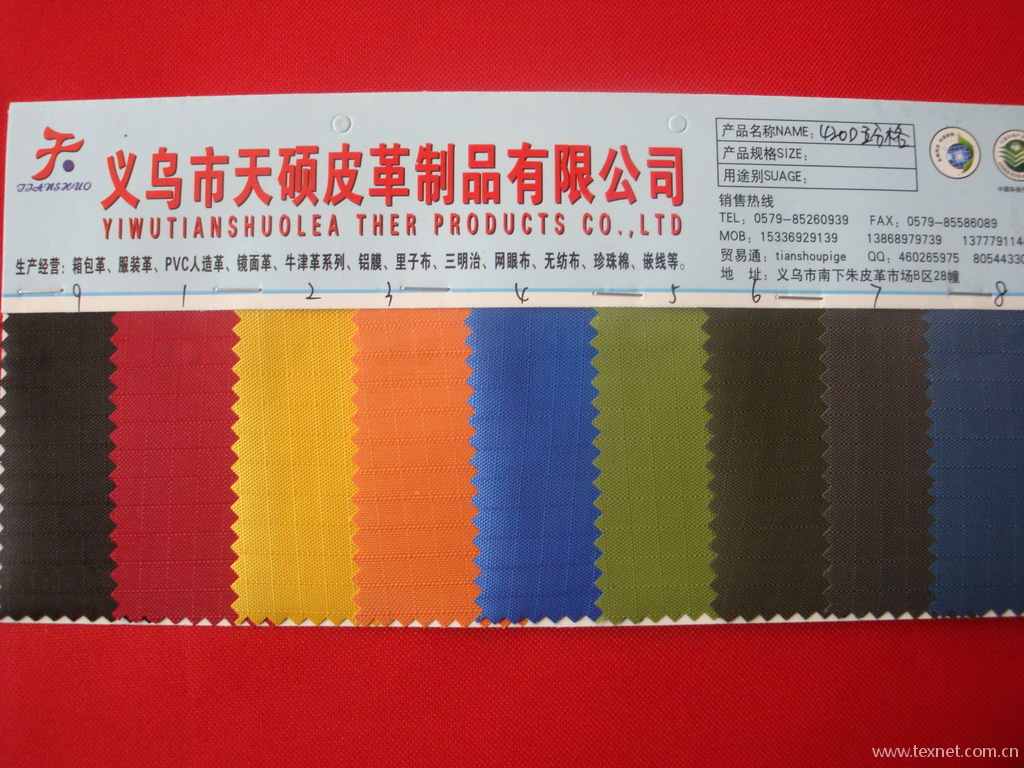 TIANSHUO
义乌市天硕皮革制品有限公司
YIWUTIANSHUOLEA THER PRODUCTS CO.,LTD
生产经营：箱包革、服装革、PVC人造革、镜面革、牛津革系列、铝膜、里子布、三明治、网眼布、无纺布、珍珠棉、嵌线等。
产品名称NAME：420D 格
产品规格SIZE：
用途别SUAGE：
销售热线
TEL：0579-85260939 FAX：0579-85586089
MOB：15336929139 13868979739 1377791144
贸易通：tianshoupige QQ：460265975 80544330
地 址：义乌市南下朱皮革市场B区28幢
9 1 2 3 4 5 6 7 8
www.texnet.com.cn